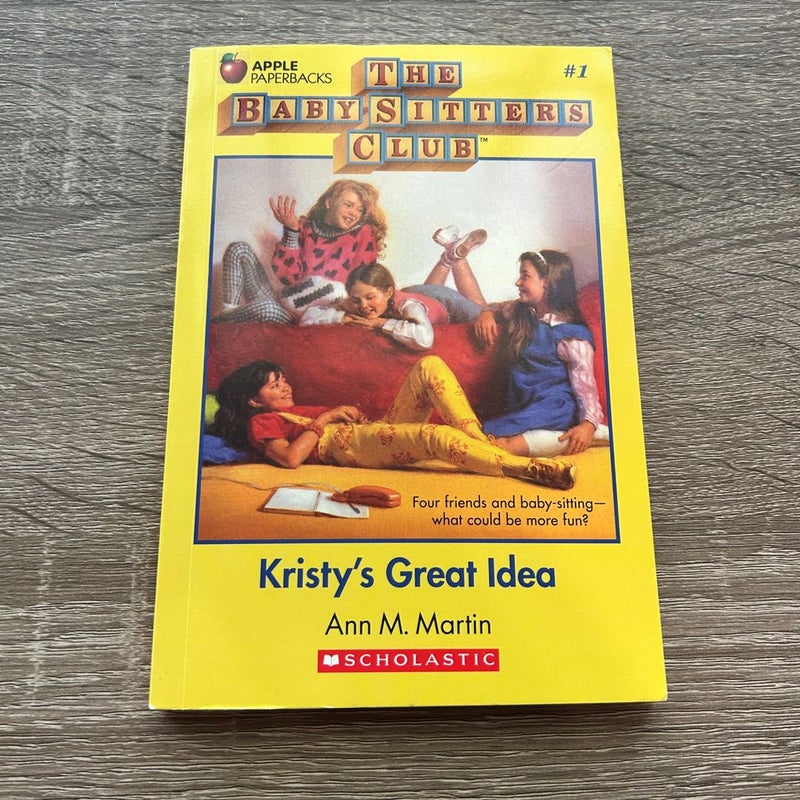 APPLE
PAPERBACKS
#1
THE
BABY-SITTERS
CLUB™
Four friends and baby-sitting—
what could be more fun?
Kristy's Great Idea
Ann M. Martin
SCHOLASTIC